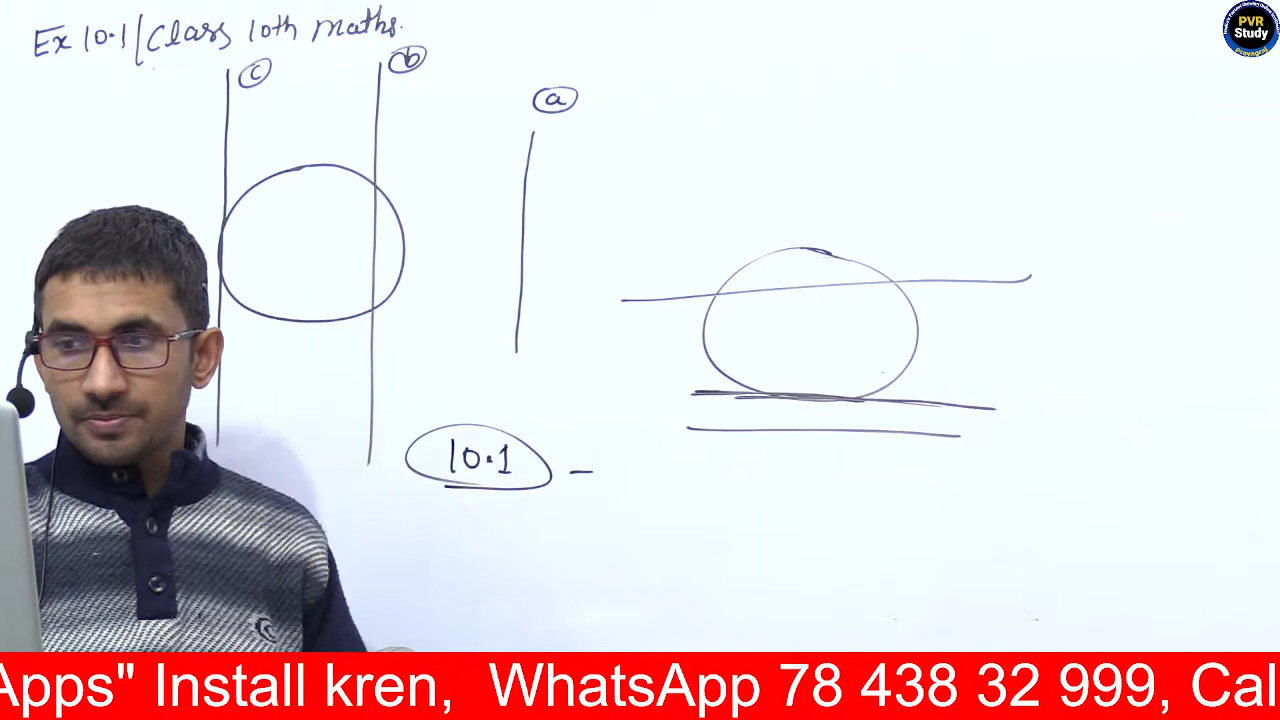 Ex 10.1/Class 10th Maths.
c
b
a
10.1 –
PVR
Study
Prayagraj
Apps" Install kren, WhatsApp 78 438 32 999, Cal